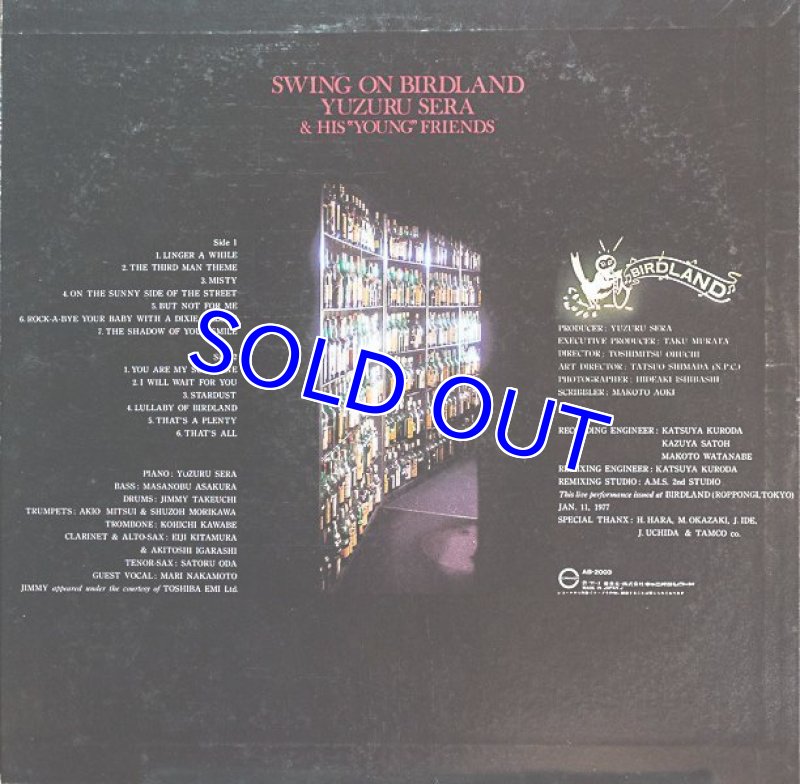 SWING ON BIRDLAND
YUZURU SERA
& HIS "YOUNG" FRIENDS
Side 1
1. LINGER A WHILE
2. THE THIRD MAN THEME
3. MISTY
4. ON THE SUNNY SIDE OF THE STREET
5. BUT NOT FOR ME
6. ROCK-A-BYE YOUR BABY WITH A DIXIE
7. THE SHADOW OF YOUR SMILE
1. YOU ARE MY
2. I WILL WAIT FOR YOU
3. STARDUST
4. LULLABY OF BIRDLAND
5. THAT'S A PLENTY
6. THAT'S ALL
PIANO : YUZURU SERA
BASS : MASANOBU ASAKURA
DRUMS : JIMMY TAKEUCHI
TRUMPETS : AKIO MITSUI & SHUZOH MORIKAWA
TROMBONE : KOHICHI KAWABE
CLARINET & ALTO-SAX : EIJI KITAMURA
& AKITOSHI IGARASHI
TENOR-SAX : SATORU ODA
GUEST VOCAL : MARI NAKAMOTO
JIMMY appeared under the courtesy of TOSHIBA EMI Ltd.
SOLD OUT
BIRDLAND
PRODUCER : YUZURU SERA
EXECUTIVE PRODUCER : TAKU MURATA
DIRECTOR : TOSHIMITSU OHUCHI
ART DIRECTOR : TATSUO SHIMADA (N.P.C.)
PHOTOGRAPHER : HIDEAKI ISHIBASHI
SCRIBBLER : MAKOTO AOKI
RECORDING ENGINEER : KATSUYA KURODA
KAZUYA SATOH
MAKOTO WATANABE
REMIXING ENGINEER : KATSUYA KURODA
REMIXING STUDIO : A.M.S. 2nd STUDIO
This live performance issued at BIRDLAND (ROPPONGI, TOKYO)
JAN. 11, 1977
SPECIAL THANX : H. HARA, M. OKAZAKI, J. IDE,
J. UCHIDA & TAMCO co.
AB-2003
MADE IN JAPAN